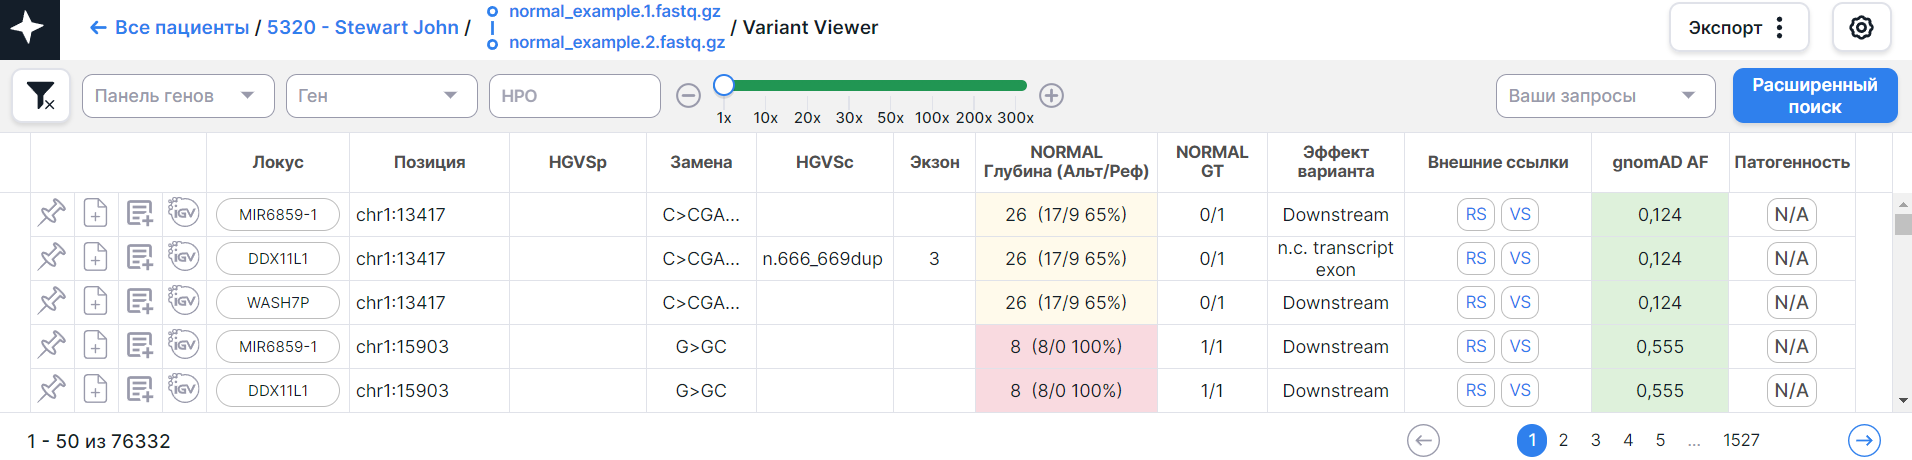 ← Все пациенты / 5320 - Stewart John / normal_example.1.fastq.gz
normal_example.2.fastq.gz / Variant Viewer
Экспорт
Панель генов
Ген
HPO
1x 10x 20x 30x 50x 100x 200x 300x
Ваши запросы
Расширенный
поиск
Локус Позиция HGVSp Замена HGVSc Экзон NORMAL
Глубина (Альт/Реф) NORMAL
GT Эффект
варианта Внешние ссылки gnomAD AF Патогенность
IGV MIR6859-1 chr1:13417 C>CGA... 26 (17/9 65%) 0/1 Downstream RS VS 0,124 N/A
IGV DDX11L1 chr1:13417 C>CGA... n.666_669dup 3 26 (17/9 65%) 0/1 n.c. transcript
exon RS VS 0,124 N/A
IGV WASH7P chr1:13417 C>CGA... 26 (17/9 65%) 0/1 Downstream RS VS 0,124 N/A
IGV MIR6859-1 chr1:15903 G>GC 8 (8/0 100%) 1/1 Downstream RS VS 0,555 N/A
IGV DDX11L1 chr1:15903 G>GC 8 (8/0 100%) 1/1 Downstream RS VS 0,555 N/A
1 - 50 из 76332
← 1 2 3 4 5 ... 1527 →